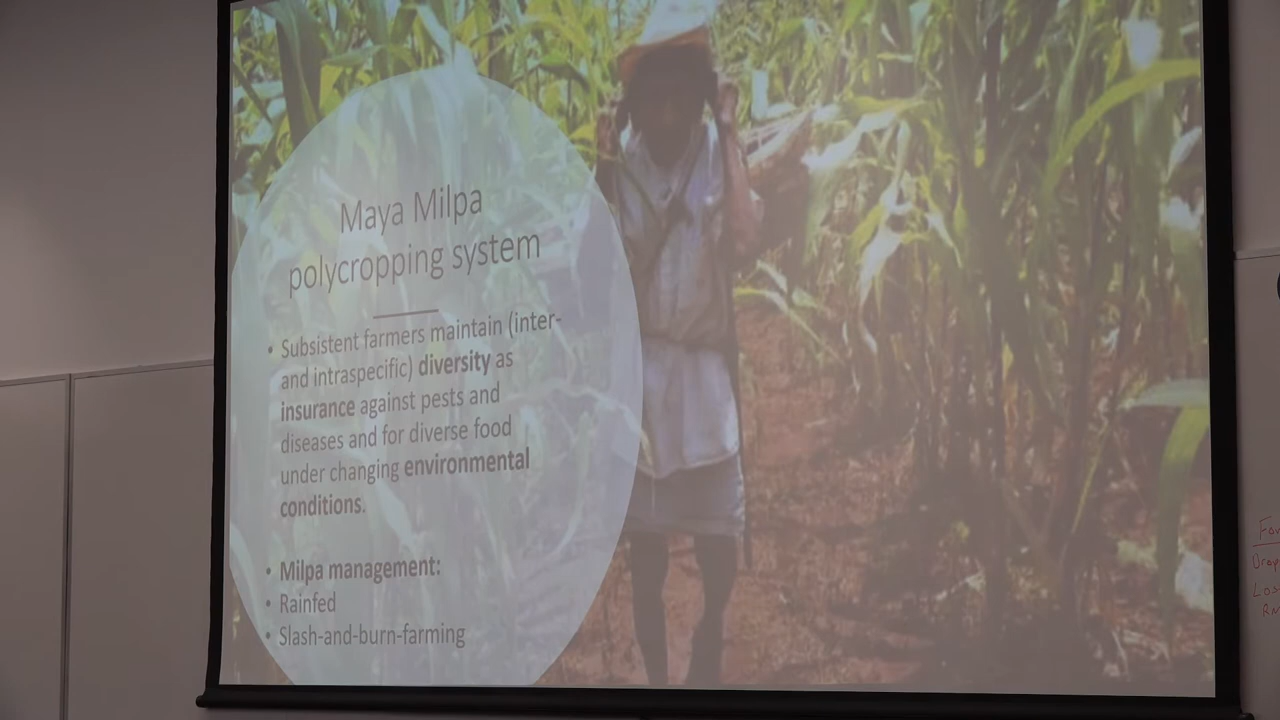 Maya Milpa
polycropping system
• Subsistent farmers maintain (inter-
and intraspecific) diversity as
insurance against pests and
diseases and for diverse food
under changing environmental
conditions.
• Milpa management:
• Rainfed
• Slash-and-burn-farming